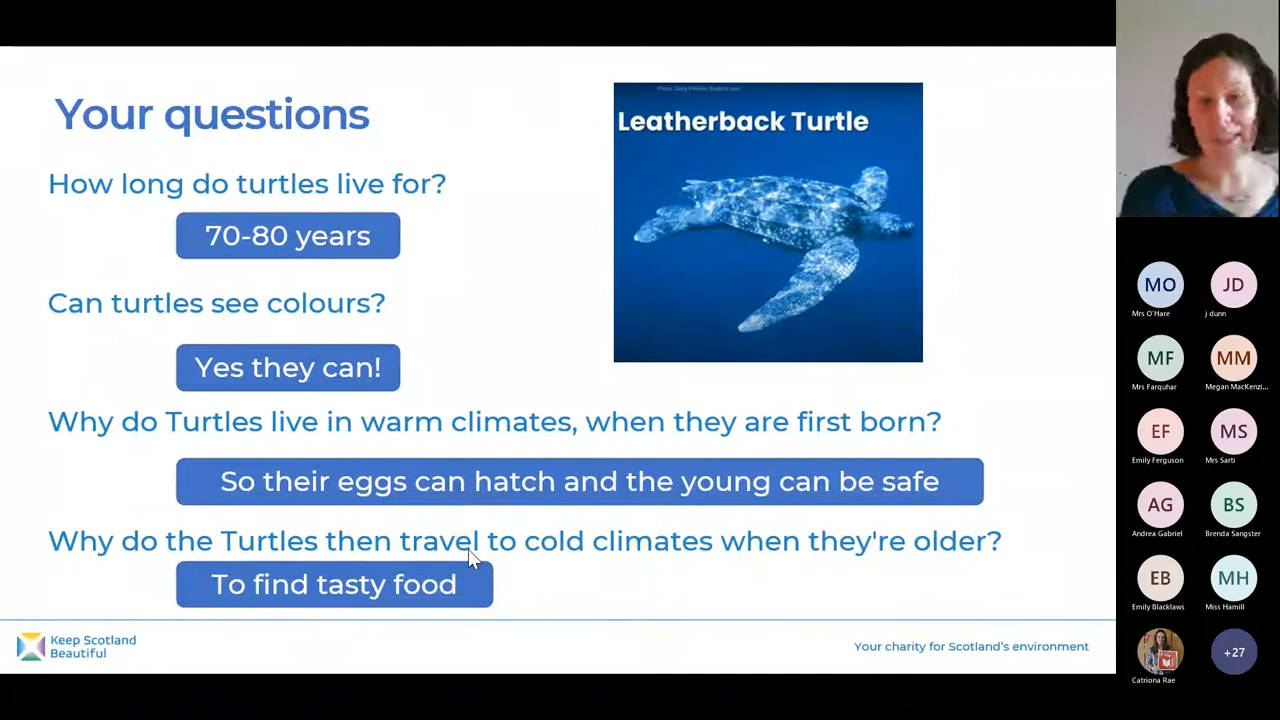 Your questions
Leatherback Turtle
How long do turtles live for?
70-80 years
Can turtles see colours?
Yes they can!
Why do Turtles live in warm climates, when they are first born?
So their eggs can hatch and the young can be safe
Why do the Turtles then travel to cold climates when they're older?
To find tasty food
Keep Scotland
Beautiful
Your charity for Scotland's environment
MO
JD
Mrs O'Hare
j dunn
MF
MM
Mrs Farquhar
Megan MacKenzi...
EF
MS
Emily Ferguson
Mrs Sarti
AG
BS
Andrea Gabriel
Brenda Sangster
EB
MH
Emily Blacklaws
Miss Hamill
+27
Catriona Rae